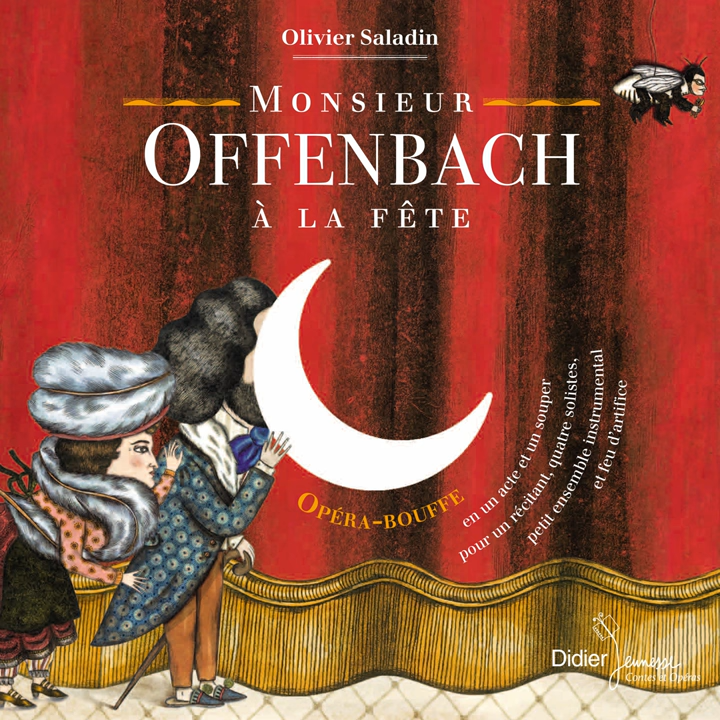 Olivier Saladin
MONSIEUR
OFFENBACH
À LA FÊTE
OPÉRA-BOUFFE
en un acte et un souper
pour un récitant, quatre solistes,
petit ensemble instrumental
et feu d'artifice
Didier Jeunesse
Contes et Opéras